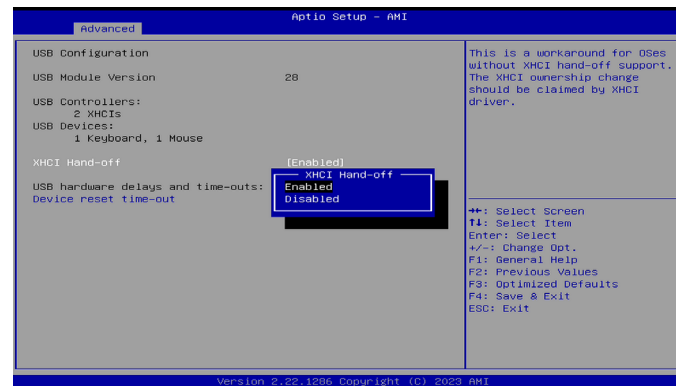 Aptio Setup – AMI
Advanced
USB Configuration
USB Module Version 28
USB Controllers:
2 XHCIs
USB Devices:
1 Keyboard, 1 Mouse
XHCI Hand-off [Enabled]
USB hardware delays and time-outs:
Device reset time-out
XHCI Hand-off
Enabled
Disabled
This is a workaround for OSes
without XHCI hand-off support.
The XHCI ownership change
should be claimed by XHCI
driver.
→←: Select Screen
↑↓: Select Item
Enter: Select
+/-: Change Opt.
F1: General Help
F2: Previous Values
F3: Optimized Defaults
F4: Save & Exit
ESC: Exit
Version 2.22.1286 Copyright (C) 2023 AMI